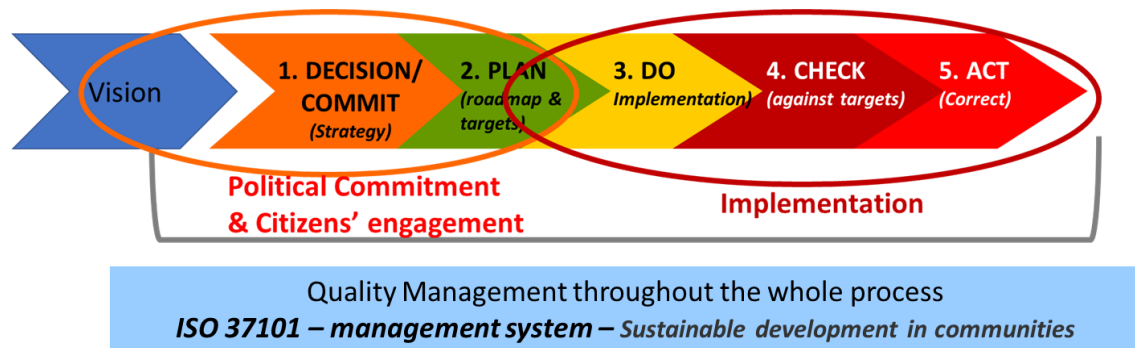 Vision
1. DECISION/
COMMIT
(Strategy)
2. PLAN
(roadmap &
targets)
3. DO
Implementation)
4. CHECK
(against targets)
5. ACT
(Correct)
Political Commitment
& Citizens’ engagement
Implementation
Quality Management throughout the whole process
ISO 37101 – management system – Sustainable development in communities